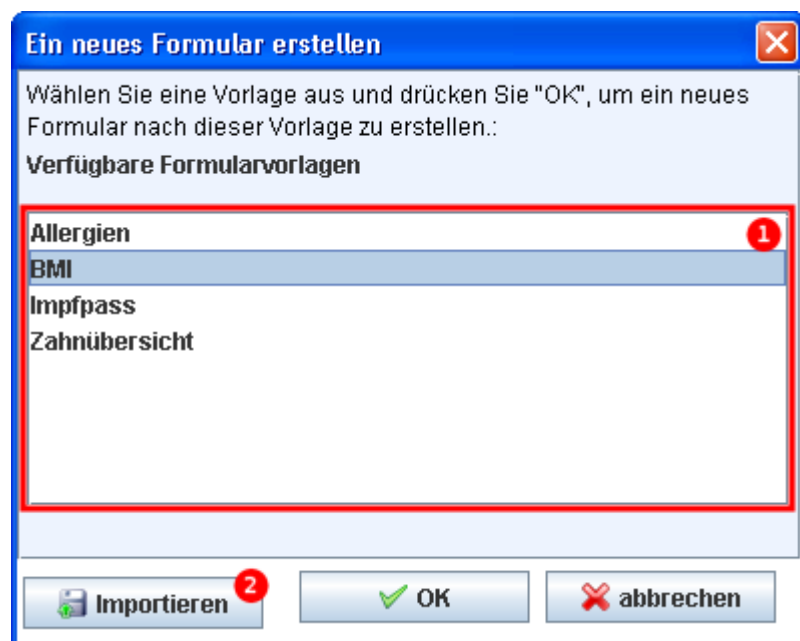 Ein neues Formular erstellen
Wählen Sie eine Vorlage aus und drücken Sie "OK", um ein neues
Formular nach dieser Vorlage zu erstellen.:
Verfügbare Formularvorlagen
Allergien
1
BMI
Impfpass
Zahnübersicht
Importieren 2 OK abbrechen